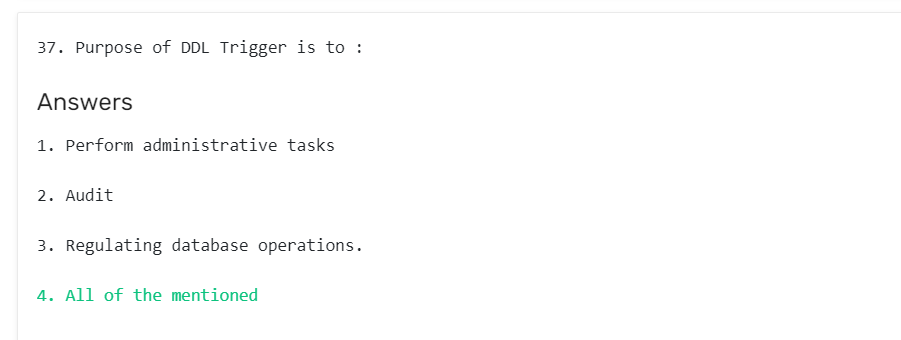 37. Purpose of DDL Trigger is to :
Answers
1. Perform administrative tasks
2. Audit
3. Regulating database operations.
4. All of the mentioned